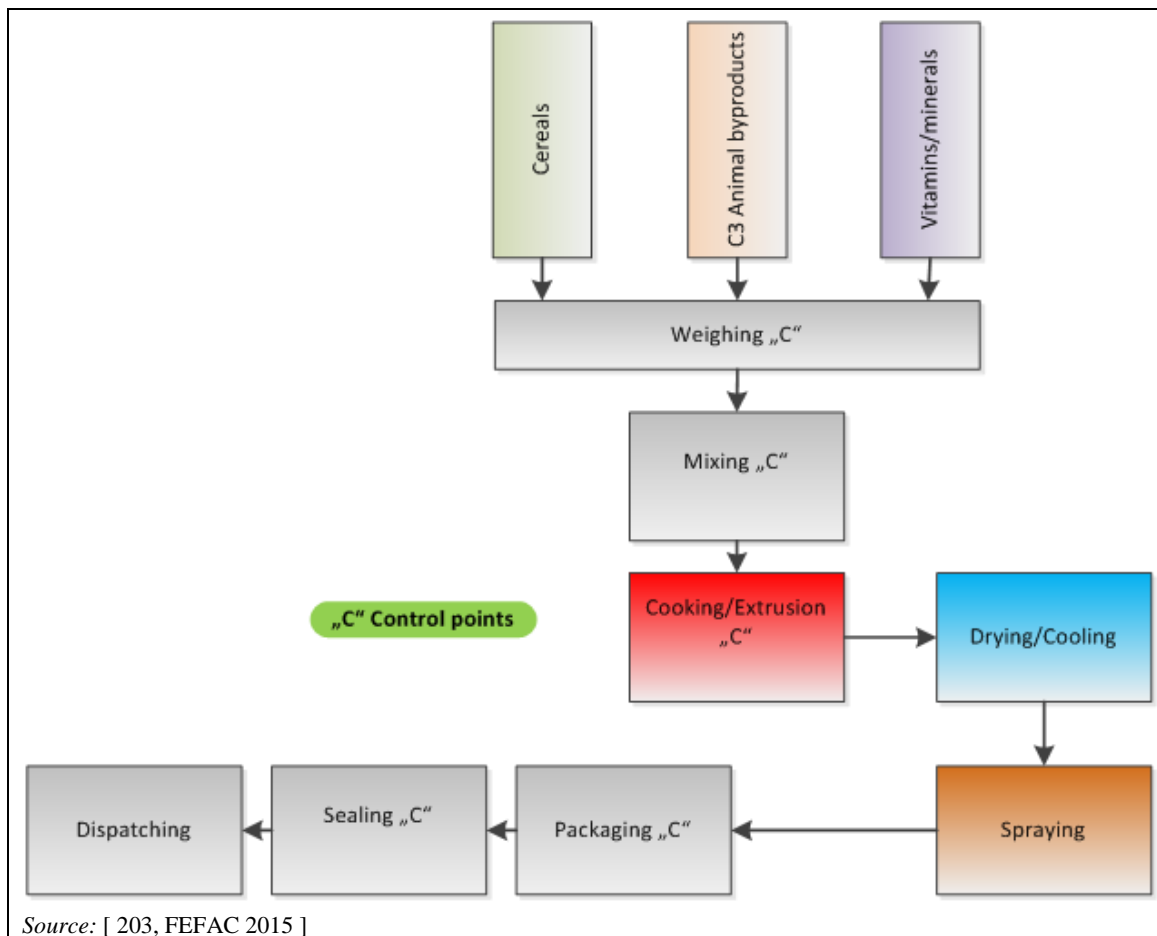 Cereals
C3 Animal byproducts
Vitamins/minerals
Weighing „C“
Mixing „C“
Cooking/Extrusion
„C“
Drying/Cooling
„C“ Control points
Dispatching
Sealing „C“
Packaging „C“
Spraying
Source: [ 203, FEFAC 2015 ]